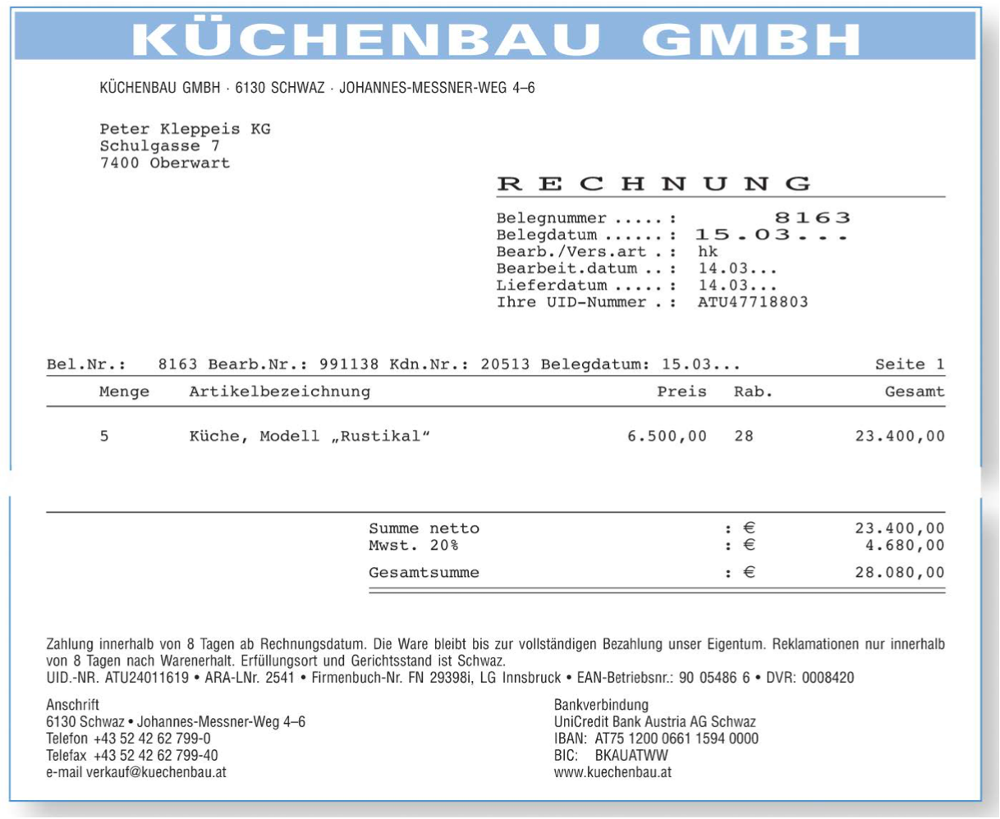 KÜCHENBAU GMBH
KÜCHENBAU GMBH · 6130 SCHWAZ · JOHANNES-MESSNER-WEG 4–6
Peter Kleppeis KG
Schulgasse 7
7400 Oberwart
RECHNUNG
Belegnummer .....: 8163
Belegdatum ......: 15.03...
Bearb./Vers.art .: hk
Bearbeit.datum ..: 14.03...
Lieferdatum .....: 14.03...
Ihre UID-Nummer .: ATU47718803
Bel.Nr.: 8163 Bearb.Nr.: 991138 Kdn.Nr.: 20513 Belegdatum: 15.03... Seite 1
Menge Artikelbezeichnung Preis Rab. Gesamt
5 Küche, Modell „Rustikal“ 6.500,00 28 23.400,00
Summe netto : € 23.400,00
Mwst. 20% : € 4.680,00
Gesamtsumme : € 28.080,00
Zahlung innerhalb von 8 Tagen ab Rechnungsdatum. Die Ware bleibt bis zur vollständigen Bezahlung unser Eigentum. Reklamationen nur innerhalb
von 8 Tagen nach Warenerhalt. Erfüllungsort und Gerichtsstand ist Schwaz.
UID.-NR. ATU24011619 • ARA-LNr. 2541 • Firmenbuch-Nr. FN 29398i, LG Innsbruck • EAN-Betriebsnr.: 90 05486 6 • DVR: 0008420
Anschrift
6130 Schwaz • Johannes-Messner-Weg 4–6
Telefon +43 52 42 62 799-0
Telefax +43 52 42 62 799-40
e-mail verkauf@kuechenbau.at
Bankverbindung
UniCredit Bank Austria AG Schwaz
IBAN: AT75 1200 0661 1594 0000
BIC: BKAUATWW
www.kuechenbau.at